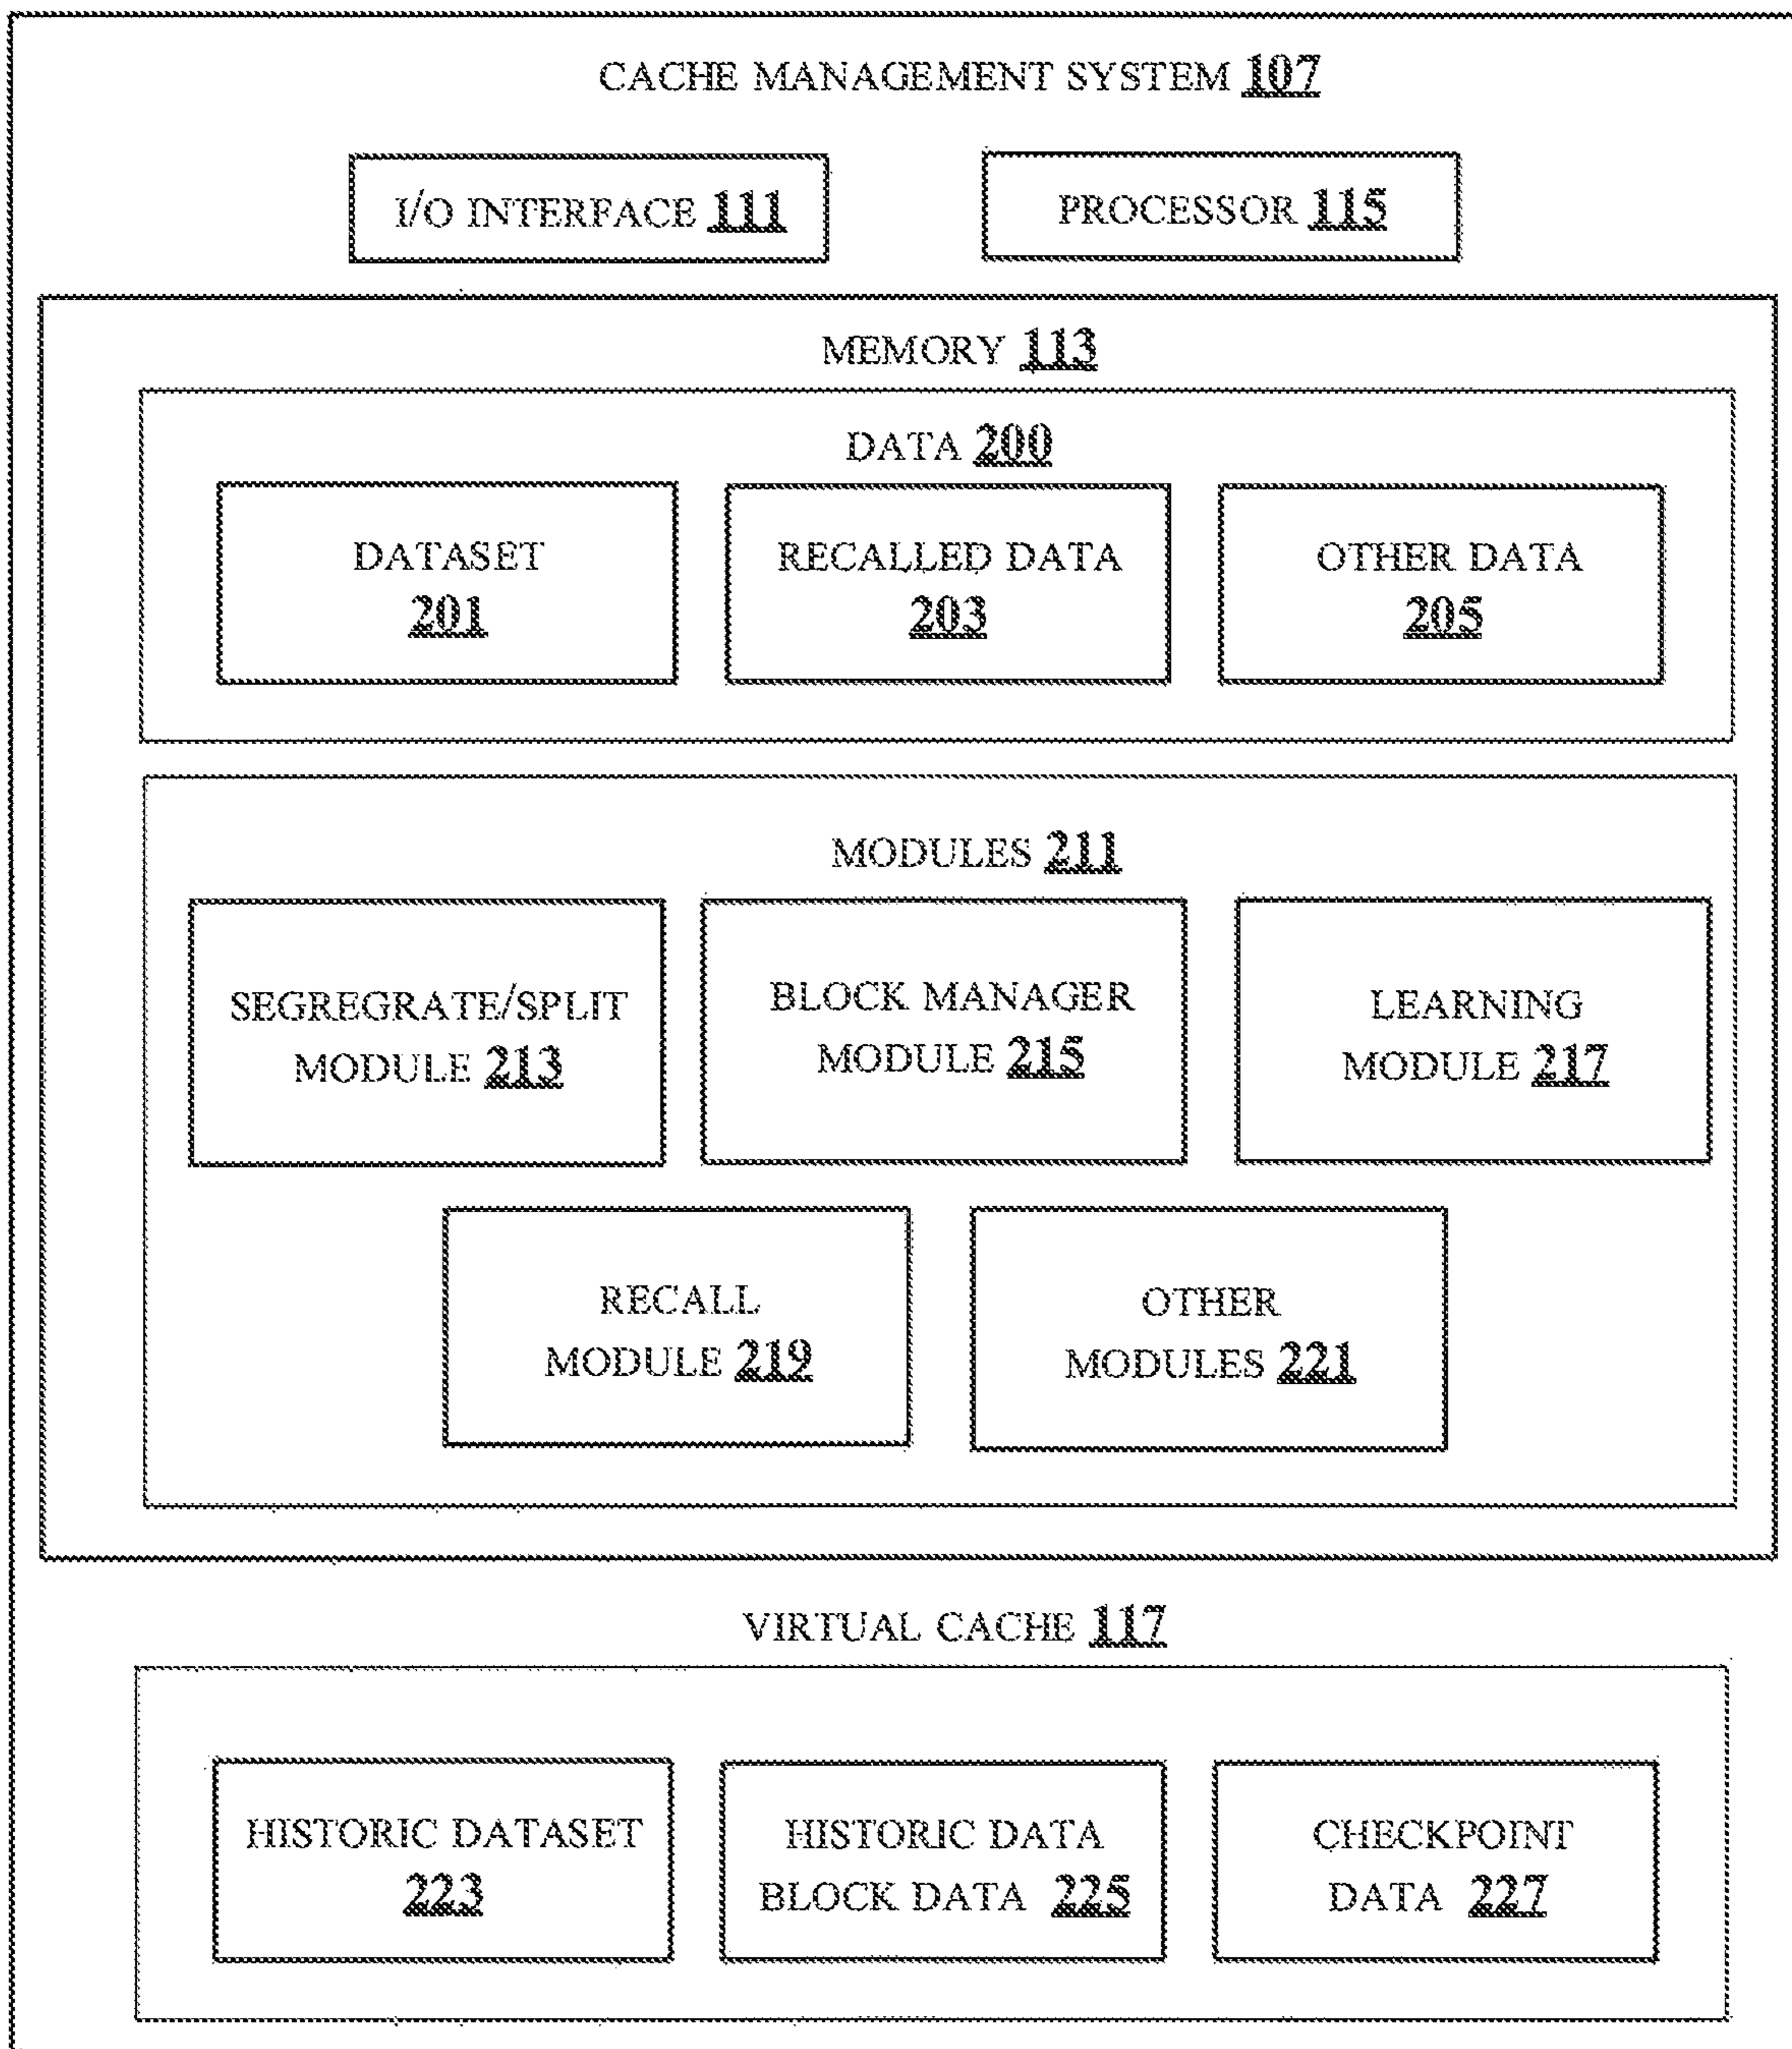 CACHE MANAGEMENT SYSTEM 107
I/O INTERFACE 111
PROCESSOR 115
MEMORY 113
DATA 200
DATASET
201
RECALLED DATA
203
OTHER DATA
205
MODULES 211
SEGREGRATE/SPLIT
MODULE 213
BLOCK MANAGER
MODULE 215
LEARNING
MODULE 217
RECALL
MODULE 219
OTHER
MODULES 221
VIRTUAL CACHE 117
HISTORIC DATASET
223
HISTORIC DATA
BLOCK DATA 225
CHECKPOINT
DATA 227